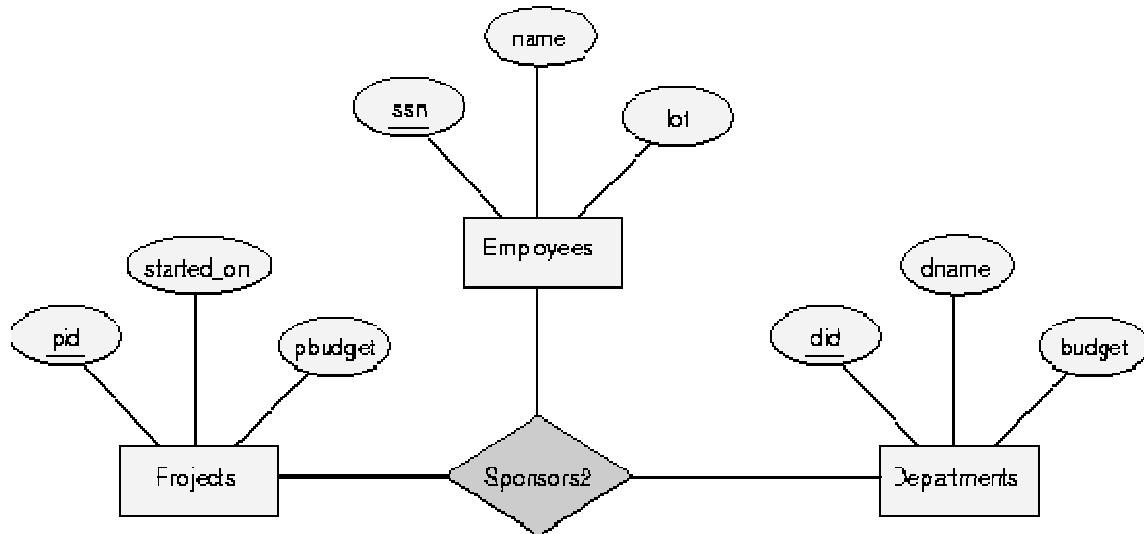 name
ssn
lot
Empoyees
started_on
dname
pid
pbudget
did
budget
Projects
Sponsors2
Departments